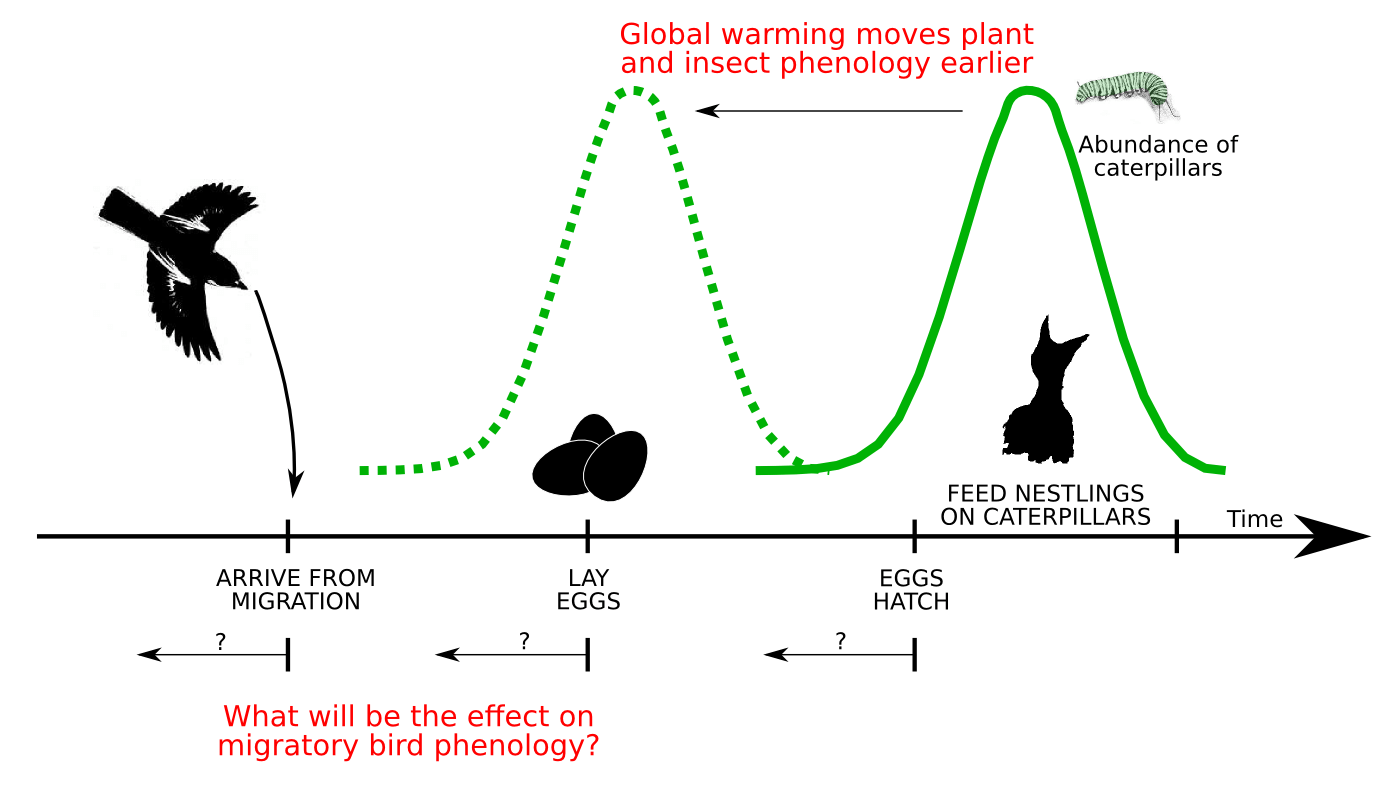 Global warming moves plant
and insect phenology earlier
Abundance of
caterpillars
FEED NESTLINGS
ON CATERPILLARS
Time
ARRIVE FROM
MIGRATION
LAY
EGGS
EGGS
HATCH
?
?
?
What will be the effect on
migratory bird phenology?